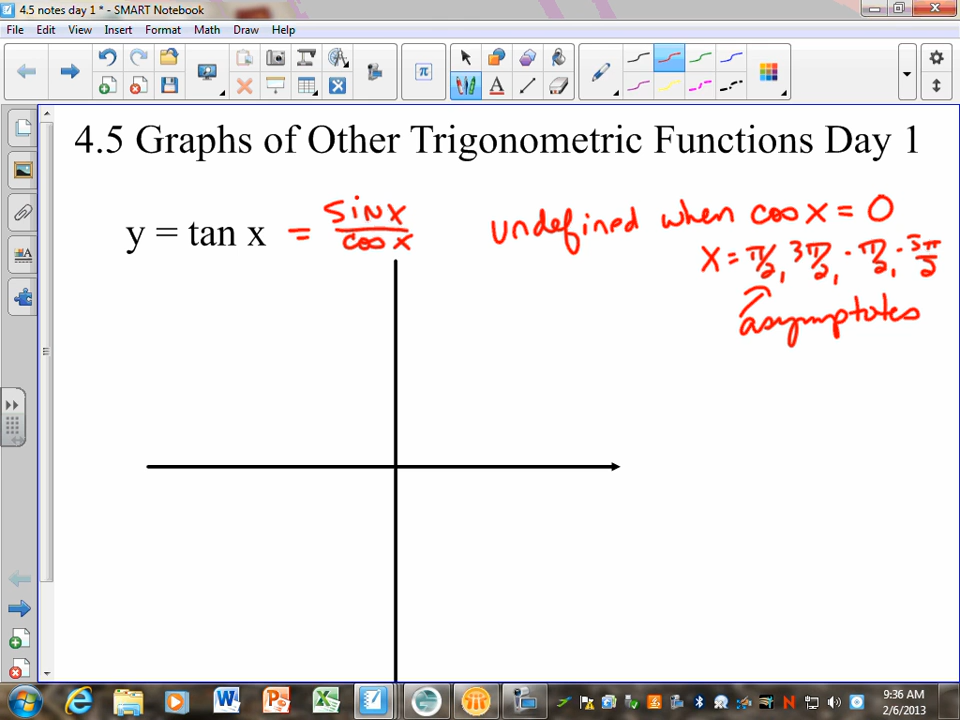 4.5 notes day 1 * - SMART Notebook
File Edit View Insert Format Math Draw Help
π
A
4.5 Graphs of Other Trigonometric Functions Day 1
y = tan x = sin x / cos x
undefined when cos x = 0
x = π/2, 3π/2, -π/2, -3π/2
asymptotes
9:36 AM
2/6/2013